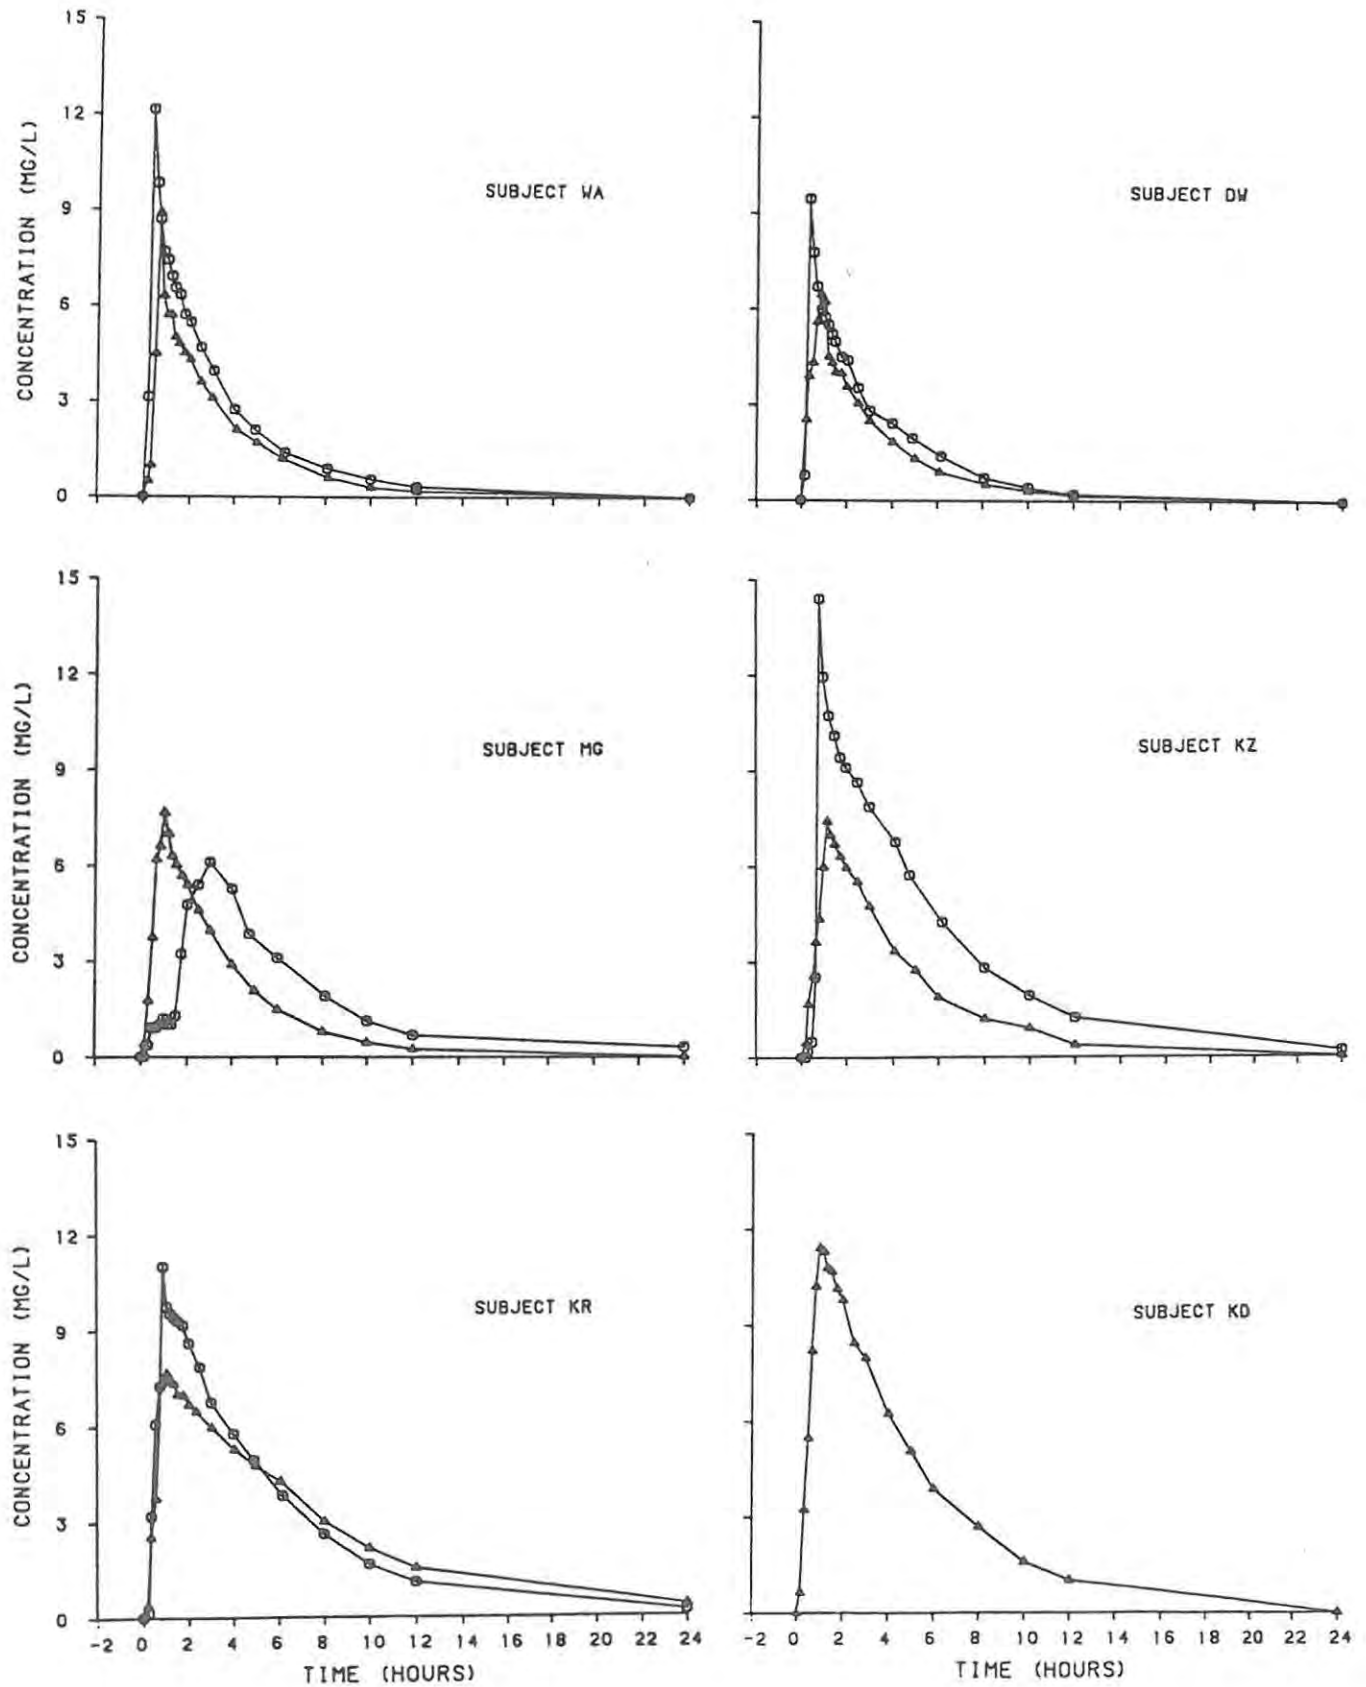 15
12
9
6
3
0
CONCENTRATION (MG/L)
SUBJECT WA
SUBJECT DW
15
12
9
6
3
0
CONCENTRATION (MG/L)
SUBJECT MG
SUBJECT KZ
15
12
9
6
3
0
CONCENTRATION (MG/L)
SUBJECT KR
SUBJECT KD
-2 0 2 4 6 8 10 12 14 16 18 20 22 24
TIME (HOURS)
-2 0 2 4 6 8 10 12 14 16 18 20 22 24
TIME (HOURS)